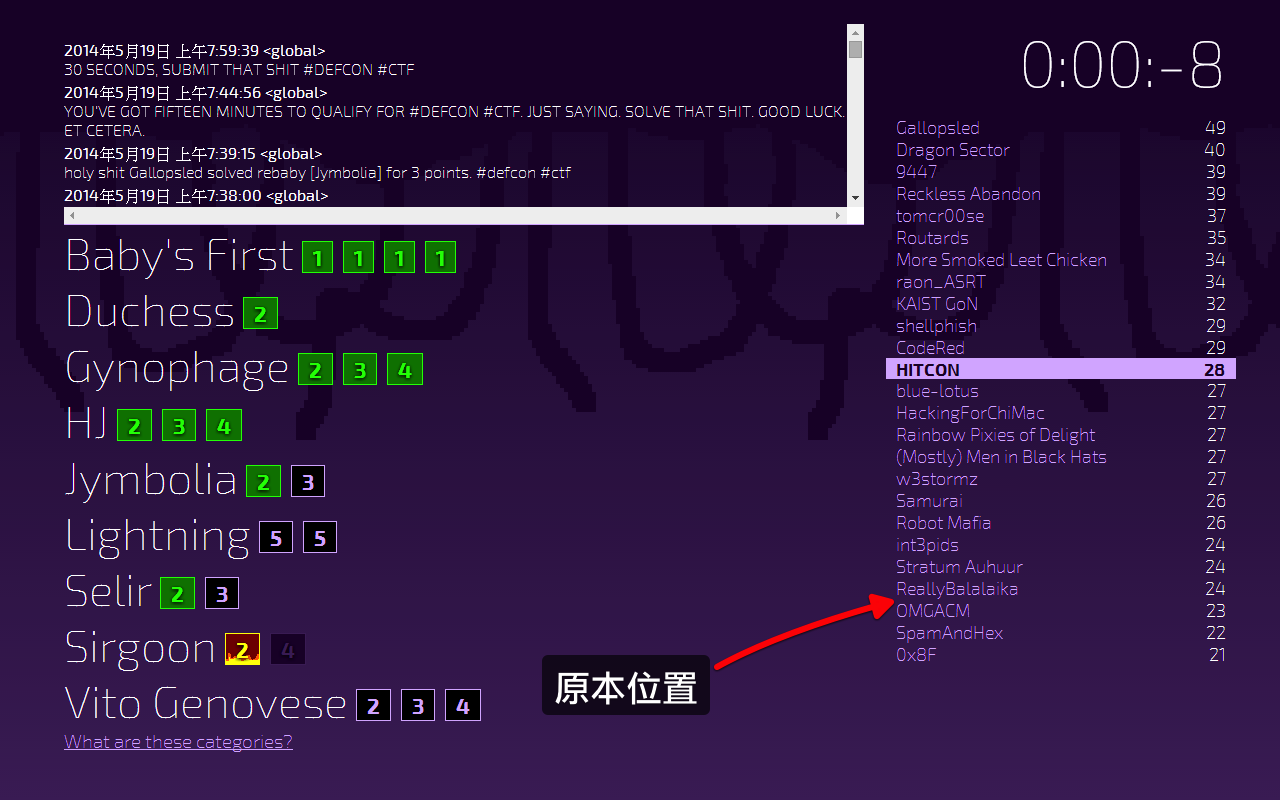 2014年5月19日 上午7:59:39 <global>
30 SECONDS, SUBMIT THAT SHIT #DEFCON #CTF
2014年5月19日 上午7:44:56 <global>
YOU'VE GOT FIFTEEN MINUTES TO QUALIFY FOR #DEFCON #CTF. JUST SAYING. SOLVE THAT SHIT. GOOD LUCK.
ET CETERA.
2014年5月19日 上午7:39:15 <global>
holy shit Gallopsled solved rebaby [Jymbolia] for 3 points. #defcon #ctf
2014年5月19日 上午7:38:00 <global>
Baby's First 1 1 1 1
Duchess 2
Gynophage 2 3 4
HJ 2 3 4
Jymbolia 2 3
Lightning 5 5
Selir 2 3
Sirgoon 2 4
Vito Genovese 2 3 4
What are these categories?
0:00:-8
Gallopsled 49
Dragon Sector 40
9447 39
Reckless Abandon 39
tomcr00se 37
Routards 35
More Smoked Leet Chicken 34
raon_ASRT 34
KAIST GoN 32
shellphish 29
CodeRed 29
HITCON 28
blue-lotus 27
HackingForChiMac 27
Rainbow Pixies of Delight 27
(Mostly) Men in Black Hats 27
w3stormz 27
Samurai 26
Robot Mafia 26
int3pids 24
Stratum Auhuur 24
ReallyBalalaika 24
OMGACM 23
SpamAndHex 22
0x8F 21
原本位置